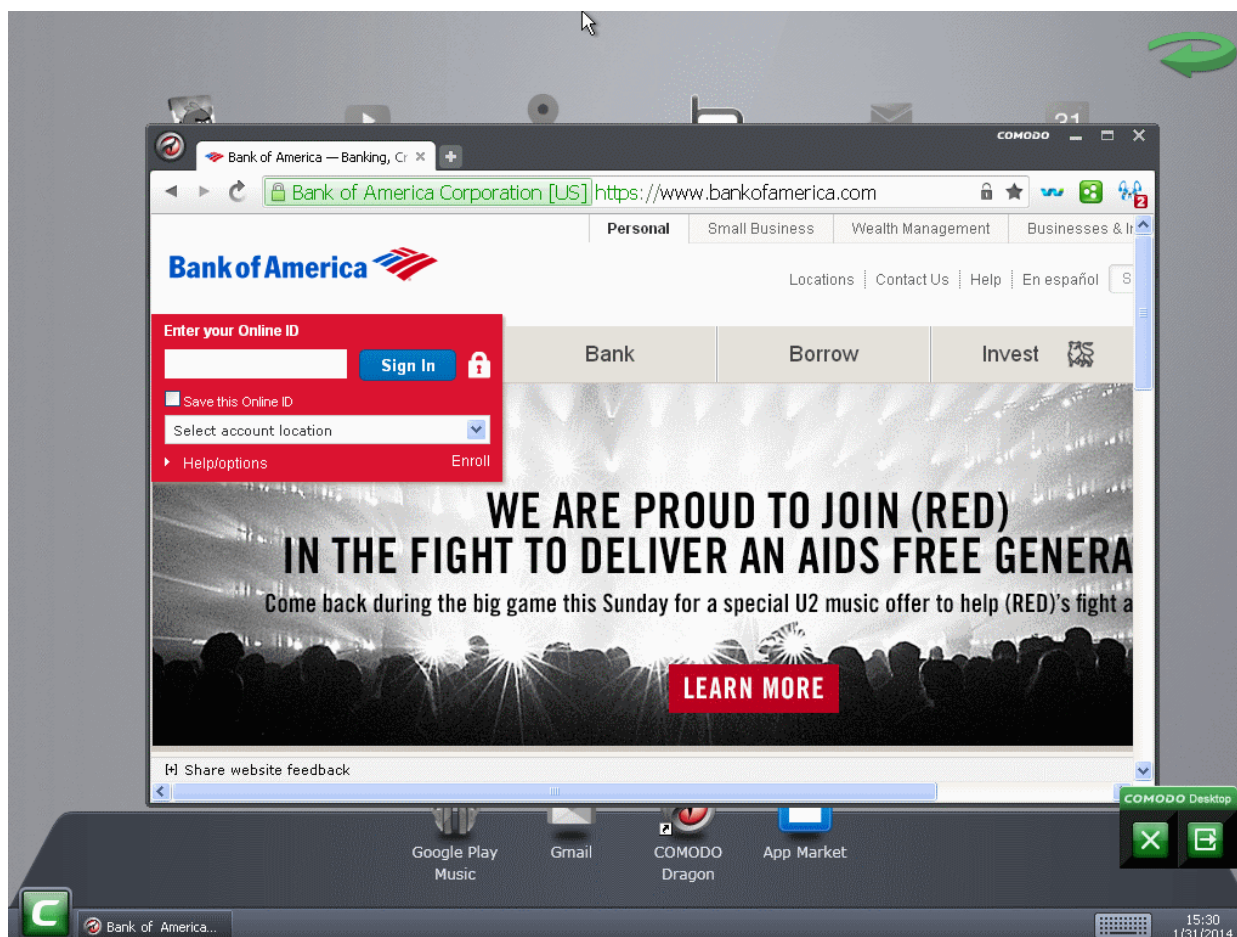 31
COMODO
Bank of America — Banking, Cr
Bank of America Corporation [US] https://www.bankofamerica.com
2
Personal Small Business Wealth Management Businesses & In
Bank of America
Locations Contact Us Help En español S
Enter your Online ID
Sign In
Bank Borrow Invest
Save this Online ID
Select account location
Help/options Enroll
WE ARE PROUD TO JOIN (RED)
IN THE FIGHT TO DELIVER AN AIDS FREE GENERA
Come back during the big game this Sunday for a special U2 music offer to help (RED)'s fight a
LEARN MORE
[+] Share website feedback
COMODO Desktop
Google Play Music
Gmail
COMODO Dragon
App Market
C
Bank of America...
15:30
1/31/2014